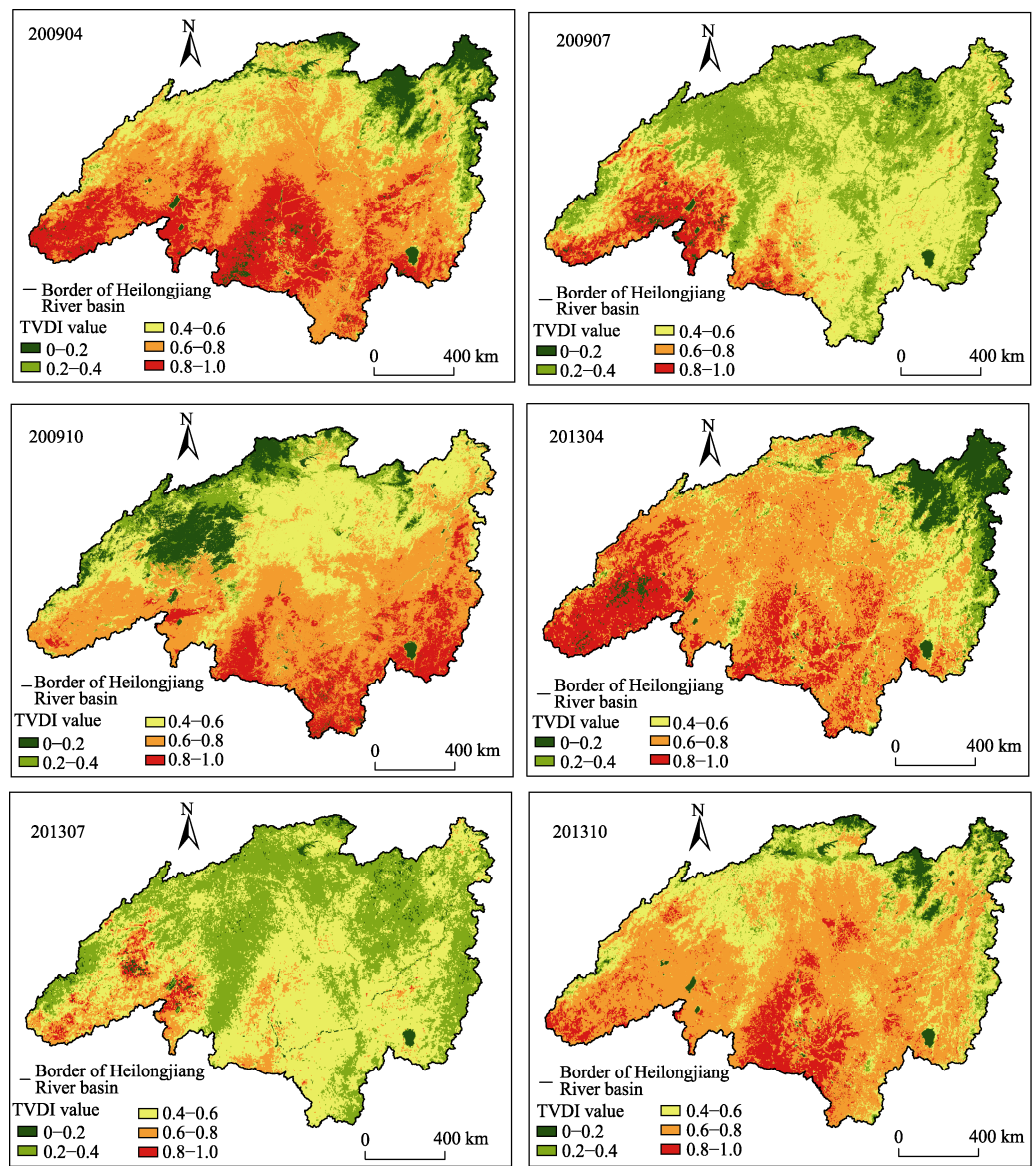 200904
N
Border of Heilongjiang
River basin
TVDI value
0–0.2
0.2–0.4
0.4–0.6
0.6–0.8
0.8–1.0
0
400 km
200907
N
Border of Heilongjiang
River basin
TVDI value
0–0.2
0.2–0.4
0.4–0.6
0.6–0.8
0.8–1.0
0
400 km
200910
N
Border of Heilongjiang
River basin
TVDI value
0–0.2
0.2–0.4
0.4–0.6
0.6–0.8
0.8–1.0
0
400 km
201304
N
Border of Heilongjiang
River basin
TVDI value
0–0.2
0.2–0.4
0.4–0.6
0.6–0.8
0.8–1.0
0
400 km
201307
N
Border of Heilongjiang
River basin
TVDI value
0–0.2
0.2–0.4
0.4–0.6
0.6–0.8
0.8–1.0
0
400 km
201310
N
Border of Heilongjiang
River basin
TVDI value
0–0.2
0.2–0.4
0.4–0.6
0.6–0.8
0.8–1.0
0
400 km